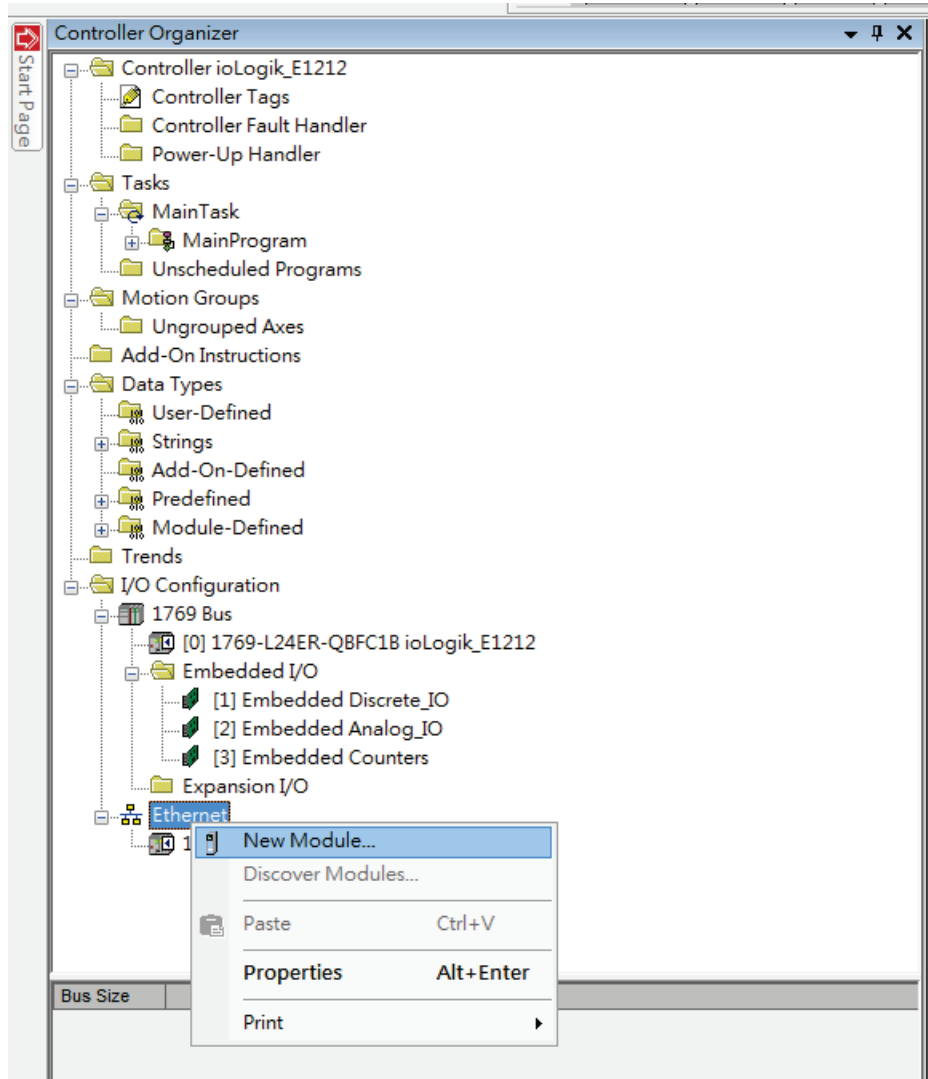 Controller Organizer
Start Page
Controller ioLogik_E1212
Controller Tags
Controller Fault Handler
Power-Up Handler
Tasks
MainTask
MainProgram
Unscheduled Programs
Motion Groups
Ungrouped Axes
Add-On Instructions
Data Types
User-Defined
Strings
Add-On-Defined
Predefined
Module-Defined
Trends
I/O Configuration
1769 Bus
[0] 1769-L24ER-QBFC1B ioLogik_E1212
Embedded I/O
[1] Embedded Discrete_IO
[2] Embedded Analog_IO
[3] Embedded Counters
Expansion I/O
Ethernet
1
New Module...
Discover Modules...
Paste Ctrl+V
Properties Alt+Enter
Bus Size
Print